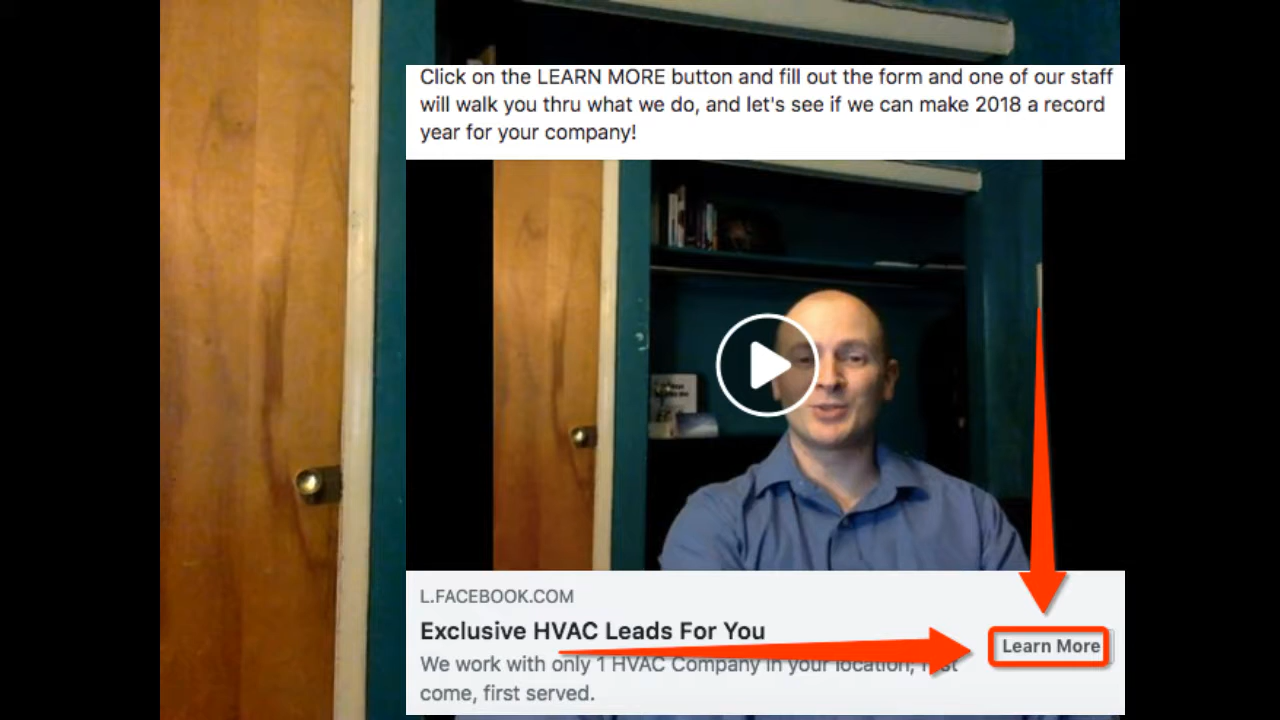 Click on the LEARN MORE button and fill out the form and one of our staff
will walk you thru what we do, and let's see if we can make 2018 a record
year for your company!
L.FACEBOOK.COM
Exclusive HVAC Leads For You
Learn More
We work with only 1 HVAC Company in your location, first
come, first served.